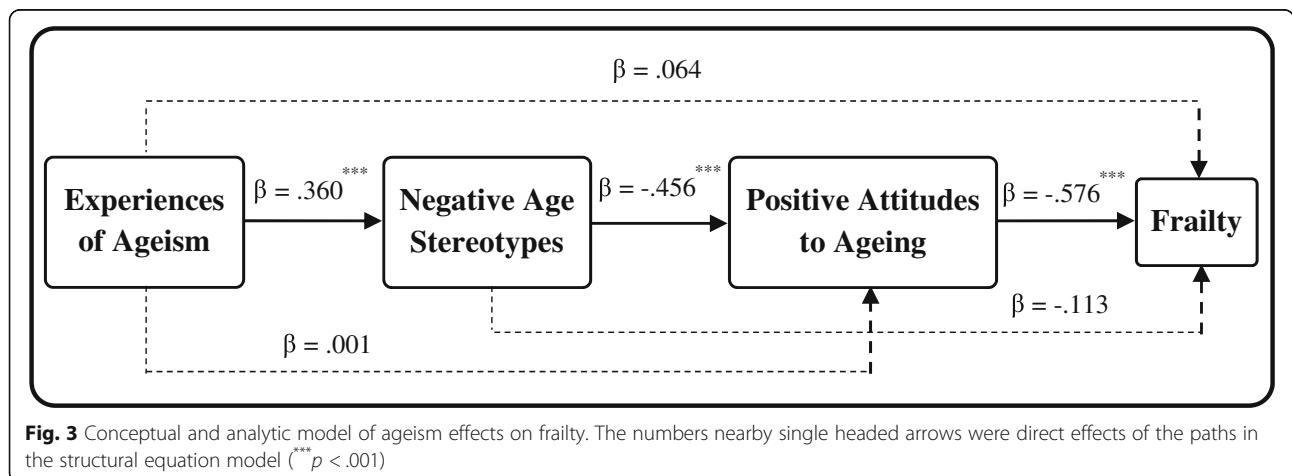 β = .064
Experiences
of Ageism
β = .360***
Negative Age
Stereotypes
β = -.456***
Positive Attitudes
to Ageing
β = -.576***
Frailty
β = .001
β = -.113
Fig. 3 Conceptual and analytic model of ageism effects on frailty. The numbers nearby single headed arrows were direct effects of the paths in
the structural equation model (***p < .001)